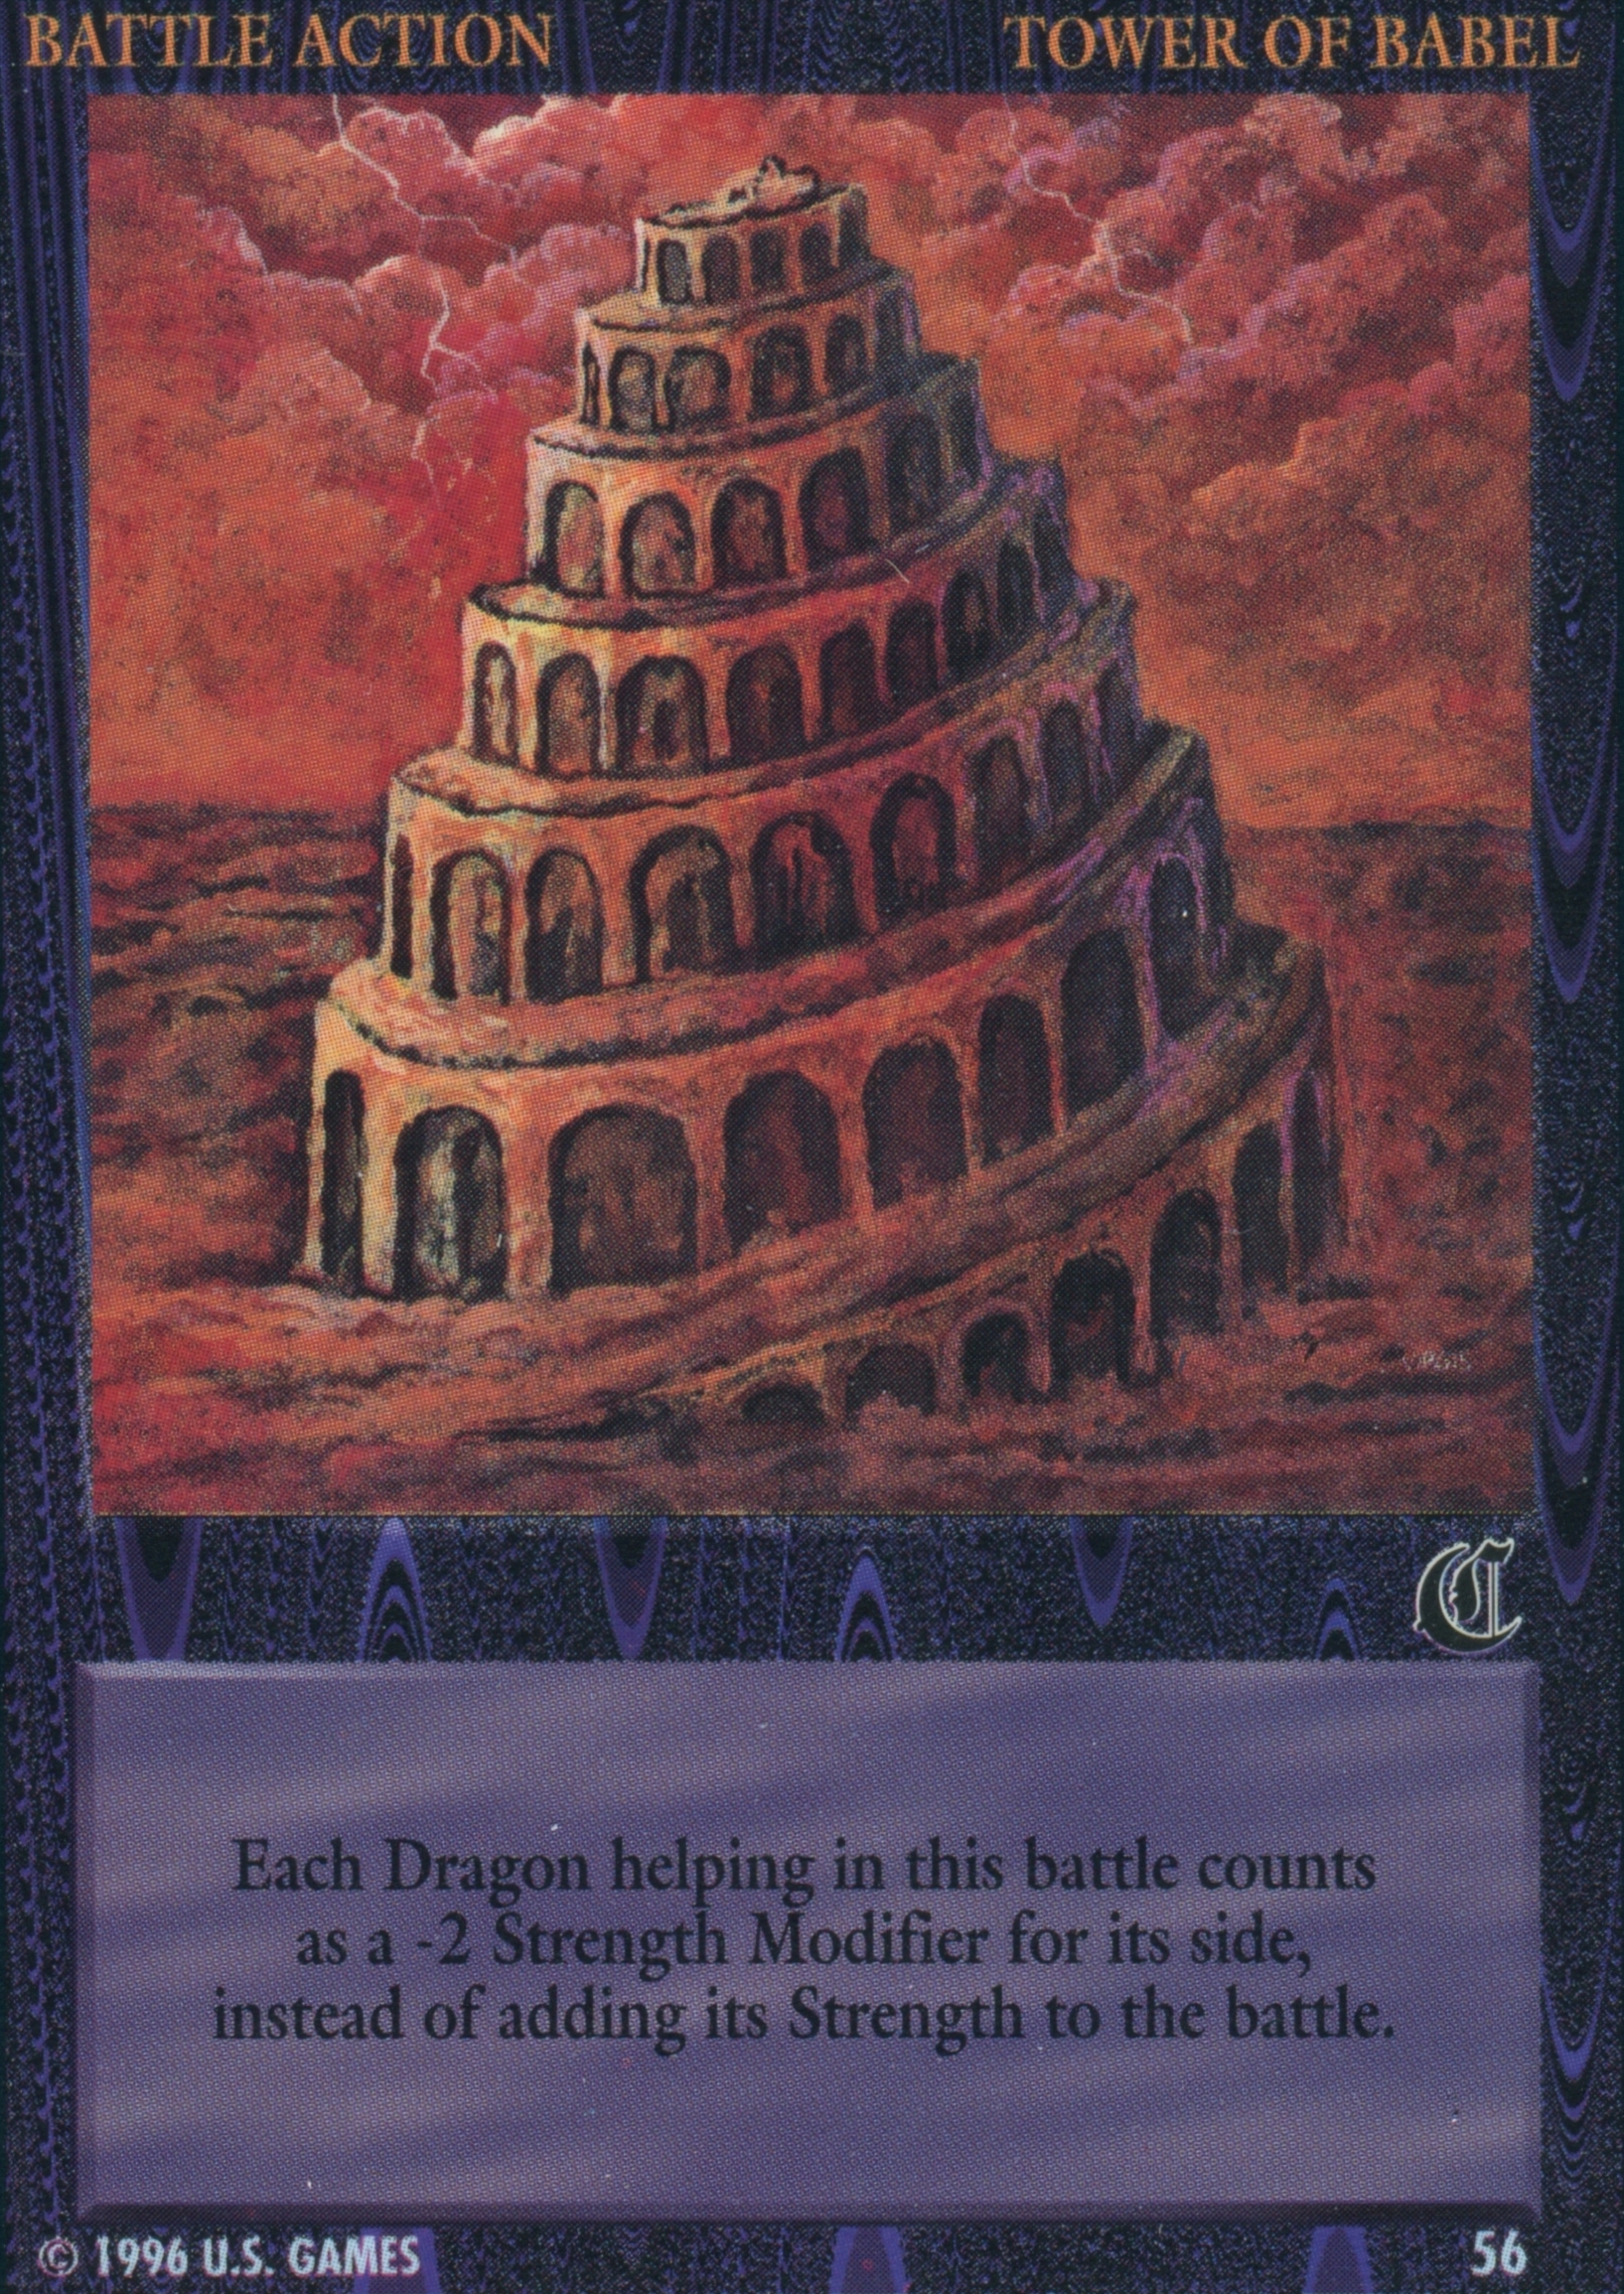 BATTLE ACTION
TOWER OF BABEL
C
Each Dragon helping in this battle counts
as a -2 Strength Modifier for its side,
instead of adding its Strength to the battle.
© 1996 U.S. GAMES
56